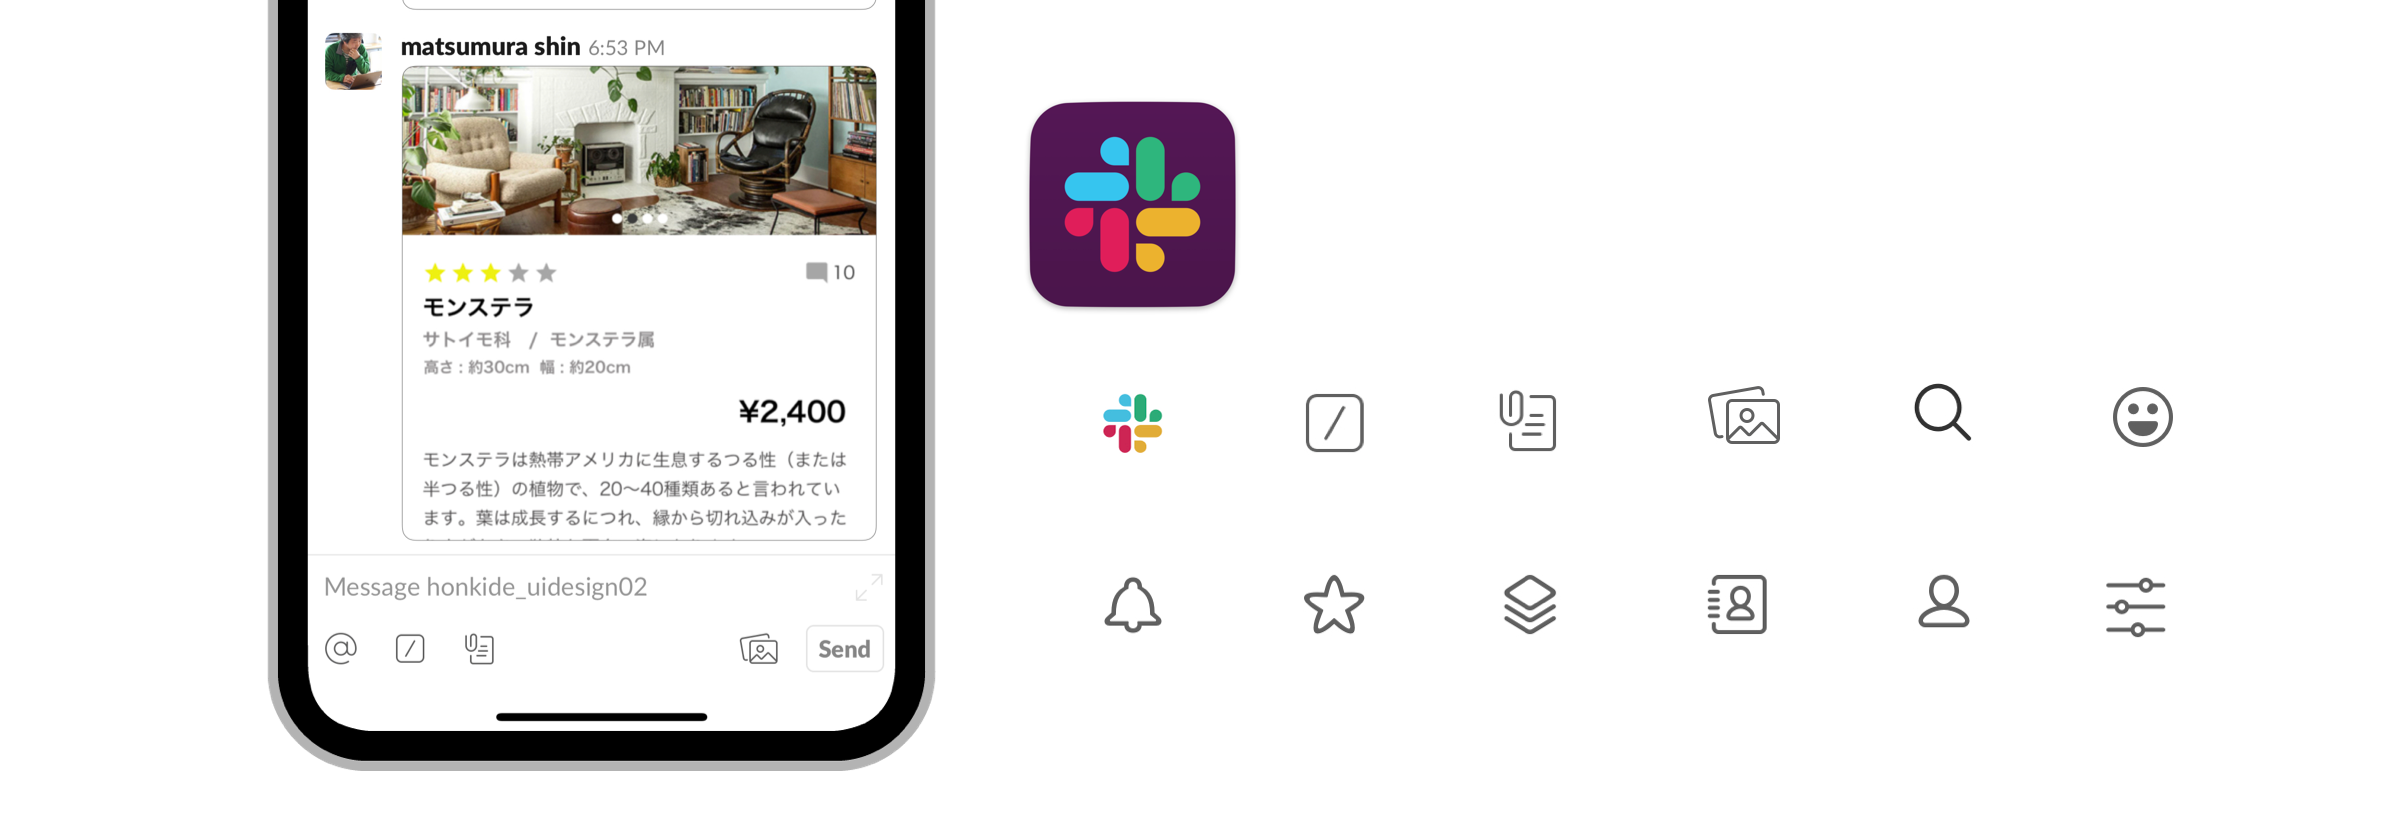 matsumura shin 6:53 PM
10
モンステラ
サトイモ科 / モンステラ属
高さ : 約30cm 幅 : 約20cm
¥2,400
モンステラは熱帯アメリカに生息するつる性（または
半つる性）の植物で、20〜40種類あると言われてい
ます。葉は成長するにつれ、縁から切れ込みが入った
Message honkide_uidesign02
@
Send